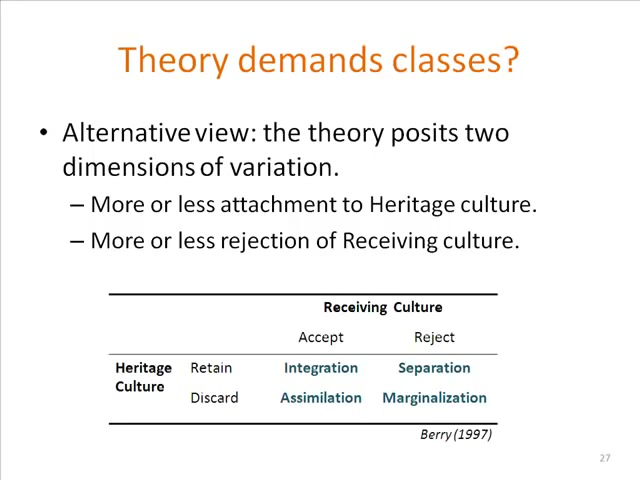 Theory demands classes?
• Alternative view: the theory posits two
dimensions of variation.
– More or less attachment to Heritage culture.
– More or less rejection of Receiving culture.
Receiving Culture
Accept Reject
Heritage Culture Retain Integration Separation
Discard Assimilation Marginalization
Berry (1997)
27